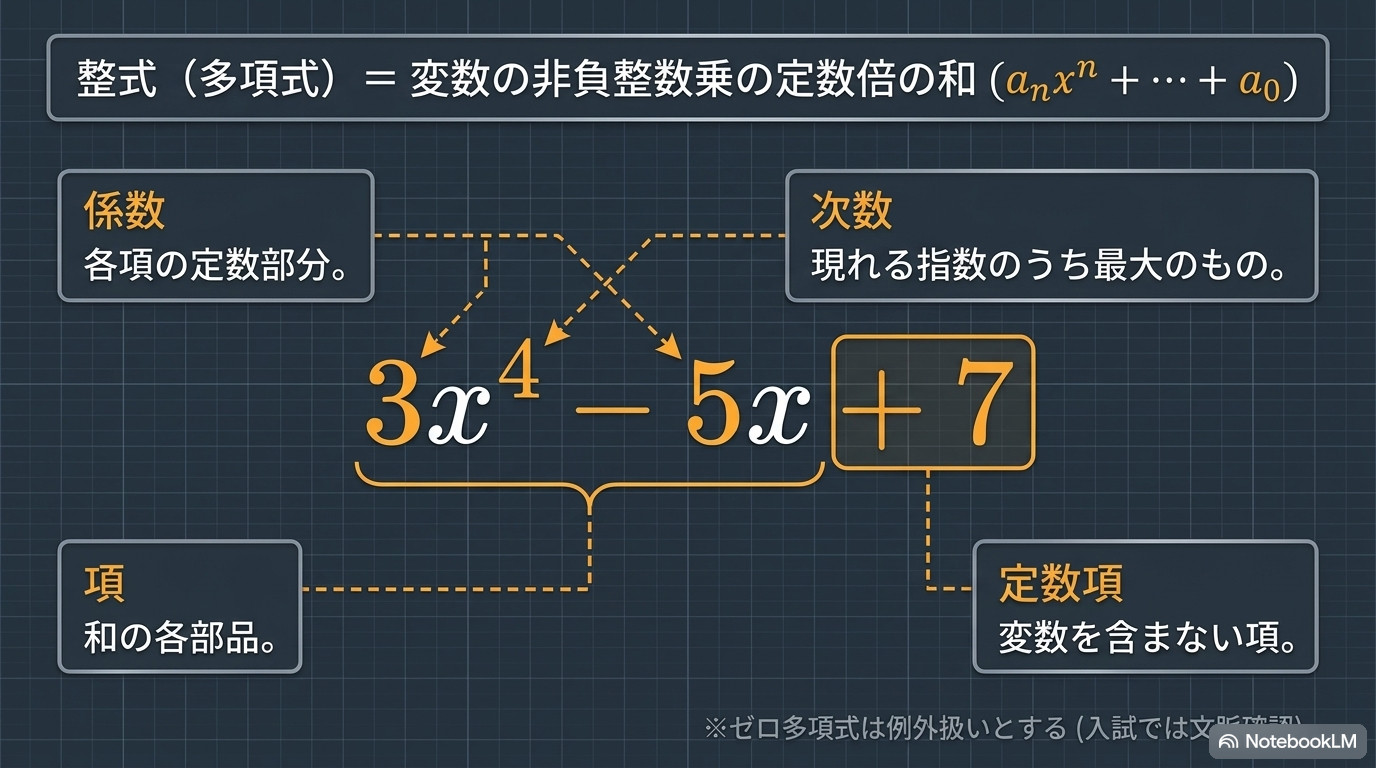 整式（多項式）＝ 変数の非負整数乗の定数倍の和 (aₙxⁿ + ⋯ + a₀)
係数
各項の定数部分。
次数
現れる指数のうち最大のもの。
3x⁴ − 5x + 7
項
和の各部品。
定数項
変数を含まない項。
※ゼロ多項式は例外扱いとする (入試では文脈確認)
NotebookLM